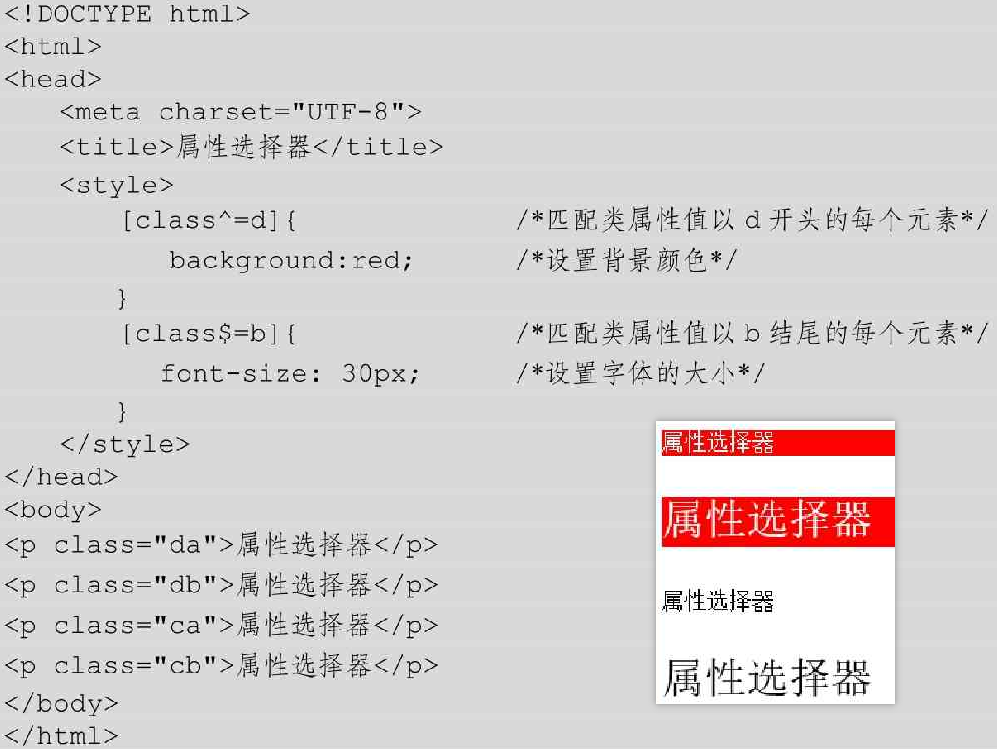 <!DOCTYPE html>
<html>
<head>
<meta charset="UTF-8">
<title>属性选择器</title>
<style>
[class^=d]{ /*匹配类属性值以 d 开头的每个元素*/
background:red; /*设置背景颜色*/
}
[class$=b]{ /*匹配类属性值以 b 结尾的每个元素*/
font-size: 30px; /*设置字体的大小*/
}
</style>
</head>
<body>
<p class="da">属性选择器</p>
<p class="db">属性选择器</p>
<p class="ca">属性选择器</p>
<p class="cb">属性选择器</p>
</body>
</html>
属性选择器
属性选择器
属性选择器
属性选择器